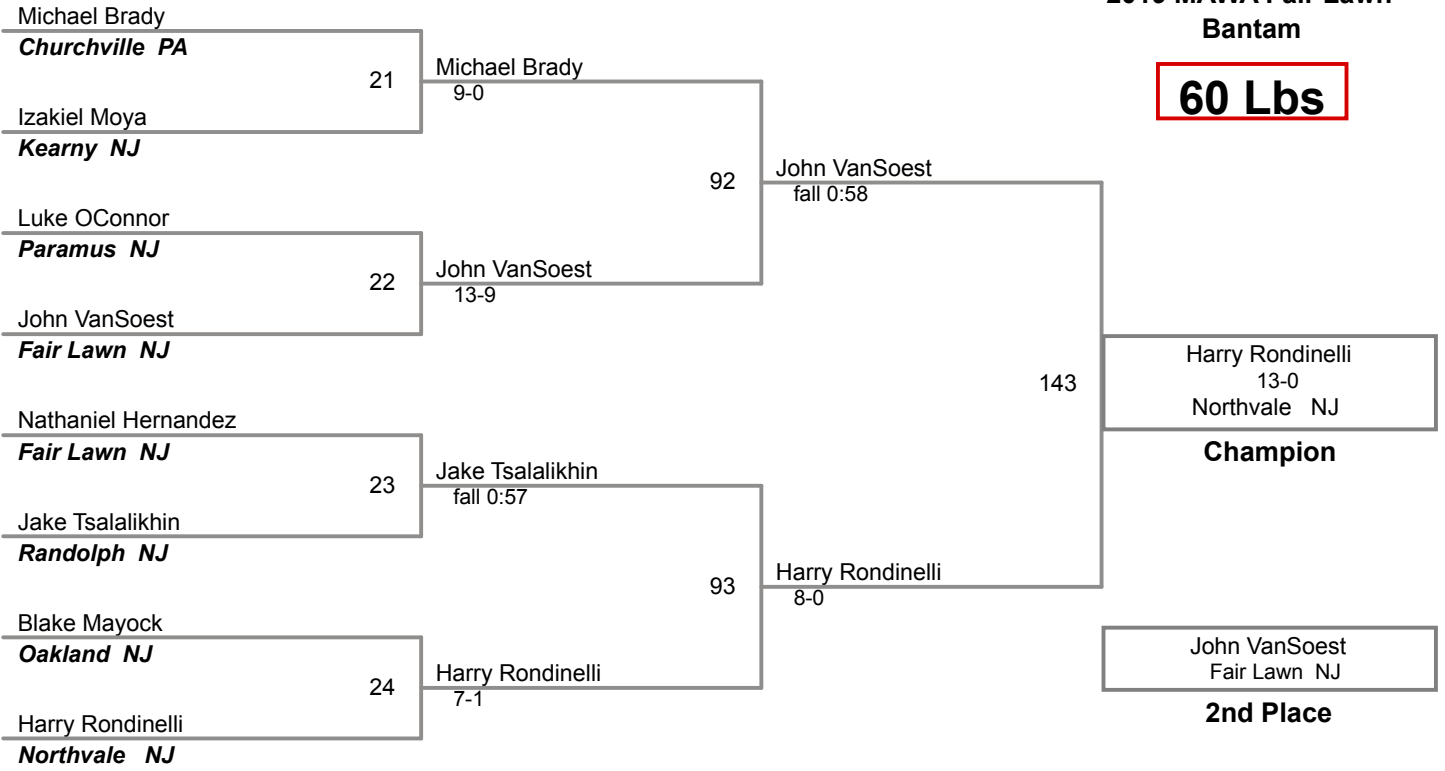 Bantam
60 Lbs
Michael Brady
Churchville PA
21
Izakiel Moya
Kearny NJ
Michael Brady
9-0
Luke OConnor
Paramus NJ
22
John VanSoest
Fair Lawn NJ
John VanSoest
13-9
92
John VanSoest
fall 0:58
Nathaniel Hernandez
Fair Lawn NJ
23
Jake Tsalalikhin
Randolph NJ
Jake Tsalalikhin
fall 0:57
Blake Mayock
Oakland NJ
24
Harry Rondinelli
Northvale NJ
Harry Rondinelli
7-1
93
Harry Rondinelli
8-0
143
Harry Rondinelli
13-0
Northvale NJ
Champion
John VanSoest
Fair Lawn NJ
2nd Place